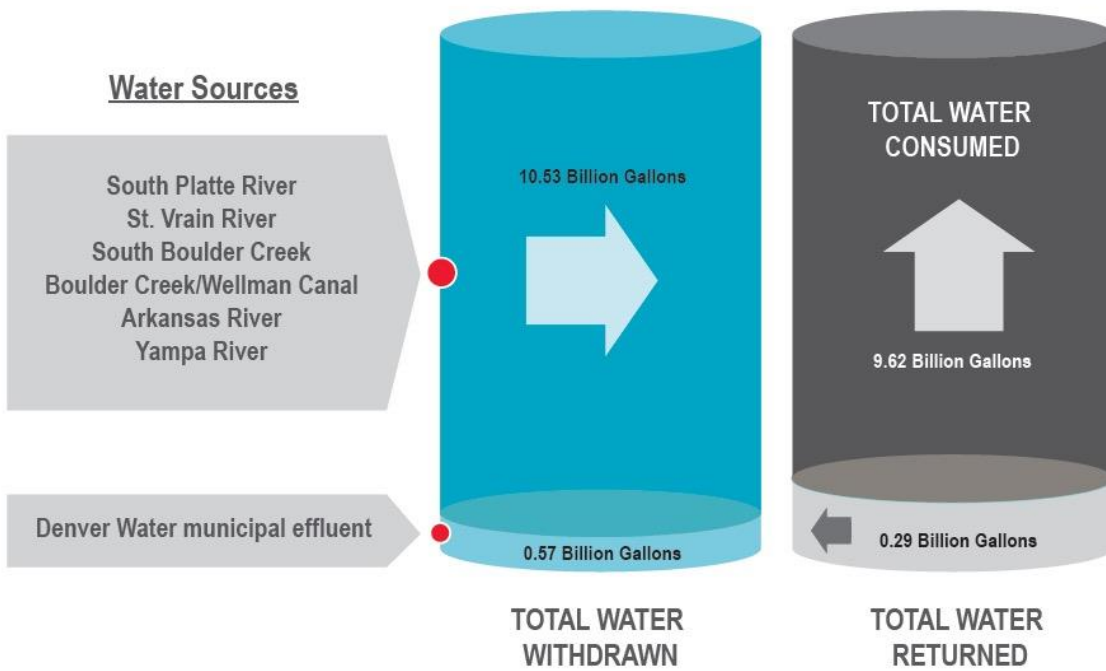 Water Sources
South Platte River
St. Vrain River
South Boulder Creek
Boulder Creek/Wellman Canal
Arkansas River
Yampa River
Denver Water municipal effluent
10.53 Billion Gallons
0.57 Billion Gallons
TOTAL WATER
WITHDRAWN
TOTAL WATER
CONSUMED
9.62 Billion Gallons
0.29 Billion Gallons
TOTAL WATER
RETURNED